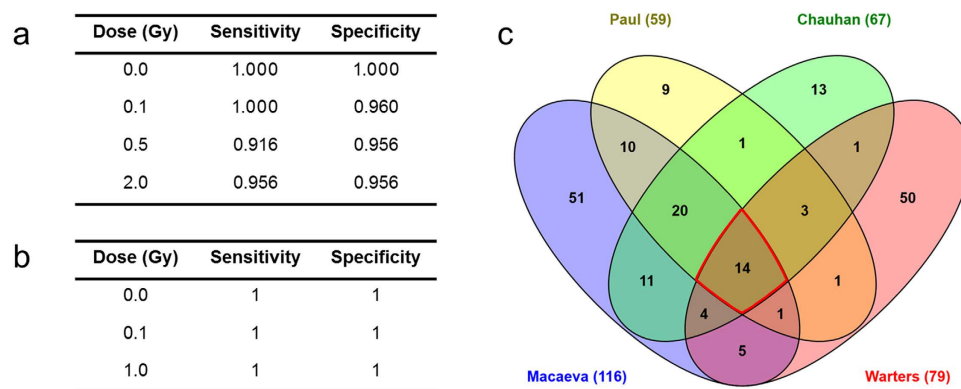 a
Dose (Gy) Sensitivity Specificity
0.0 1.000 1.000
0.1 1.000 0.960
0.5 0.916 0.956
2.0 0.956 0.956
b
Dose (Gy) Sensitivity Specificity
0.0 1 1
0.1 1 1
1.0 1 1
c
Paul (59) Chauhan (67)
9 13
10 1 1
51 20 3 50
14
11 1
4 1
5
Macaeva (116) Warters (79)